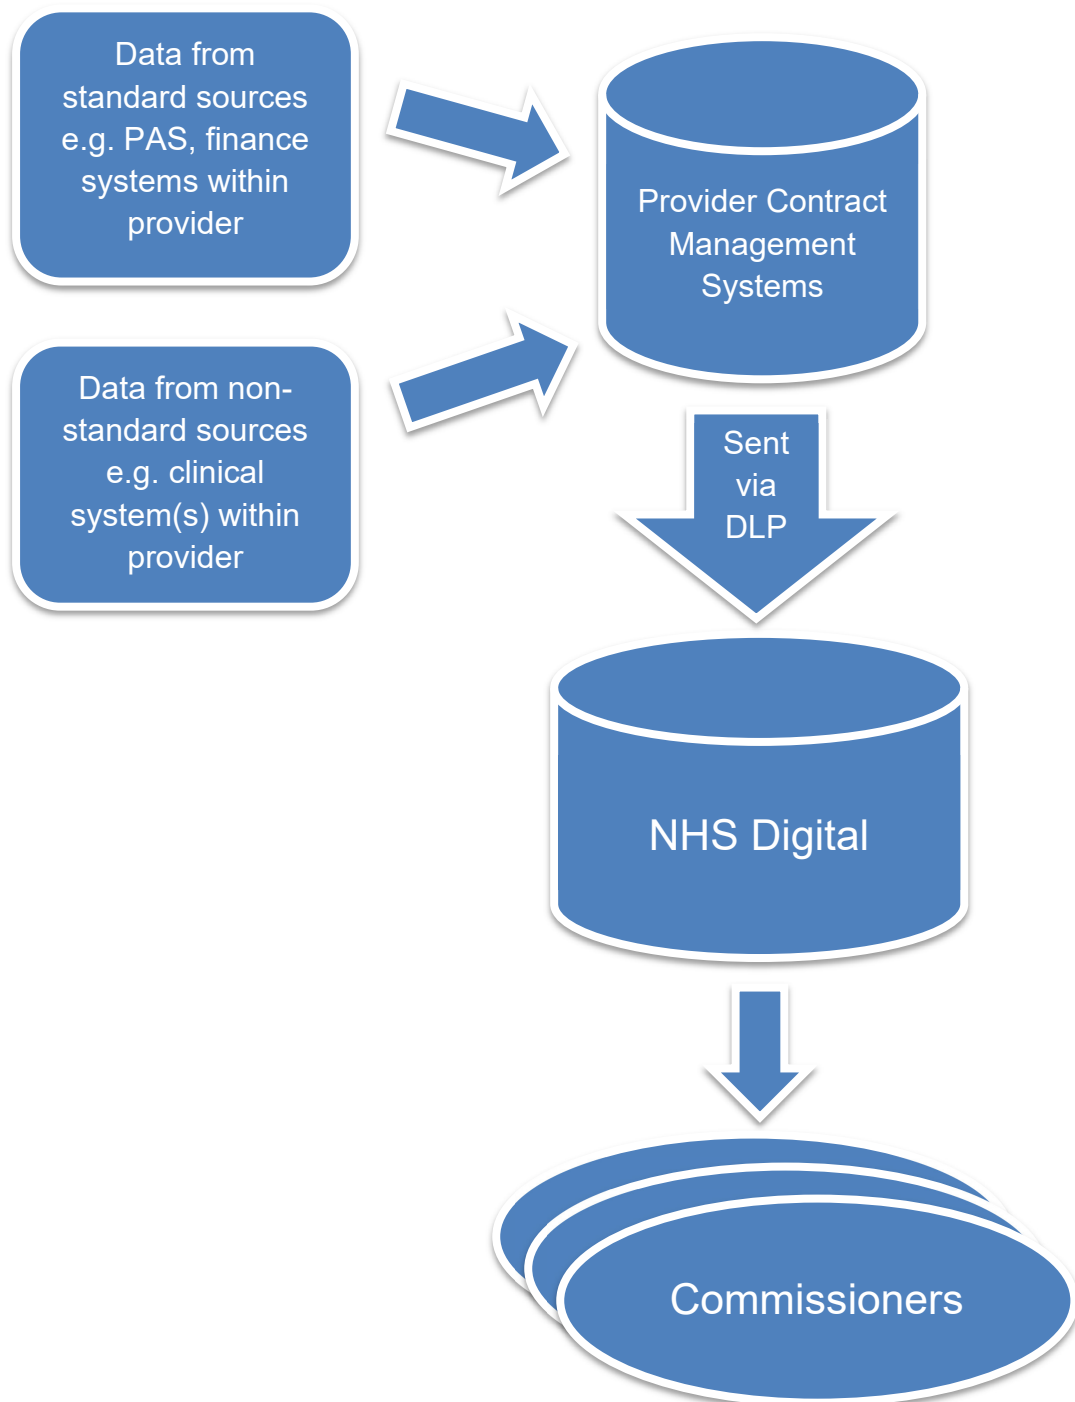 Data from
standard sources
e.g. PAS, finance
systems within
provider
Provider Contract
Management
Systems
Data from non-
standard sources
e.g. clinical
system(s) within
provider
Sent
via
DLP
NHS Digital
Commissioners